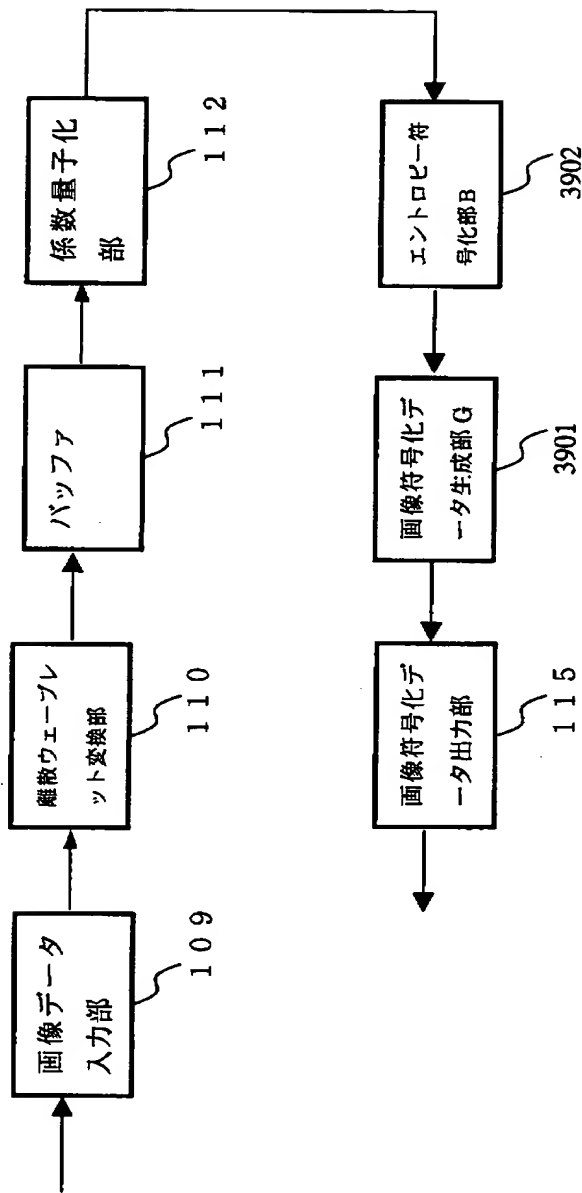 画像データ
入力部
109
離散ウェーブレ
ット変換部
110
バッファ
111
係数量子化
部
112
エントロピー符
号化部B
3902
画像符号化デ
ータ生成部G
3901
画像符号化デ
ータ出力部
115